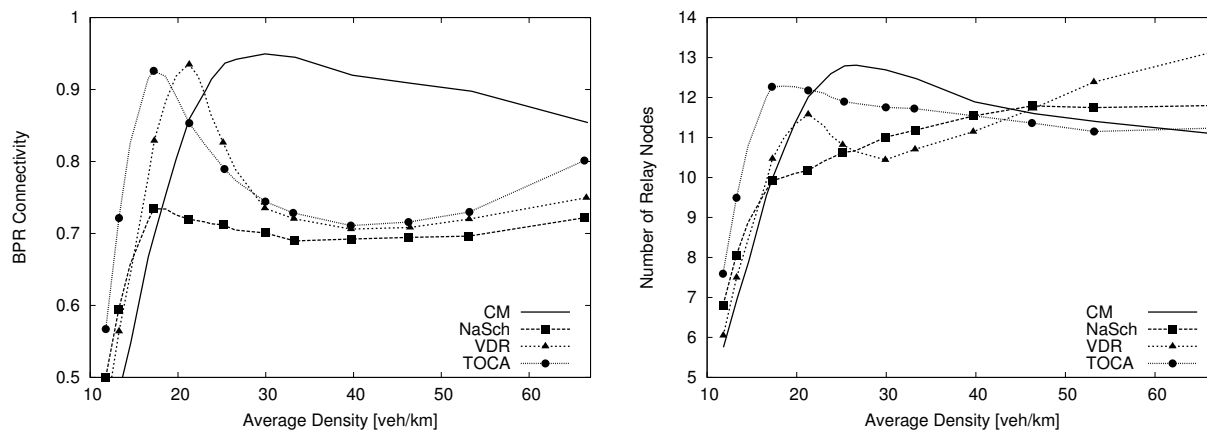 1
0.9
0.8
0.7
0.6
0.5
BPR Connectivity
10
20
30
40
50
60
Average Density [veh/km]
CM
NaSch
VDR
TOCA
14
13
12
11
10
9
8
7
6
5
Number of Relay Nodes
10
20
30
40
50
60
Average Density [veh/km]
CM
NaSch
VDR
TOCA